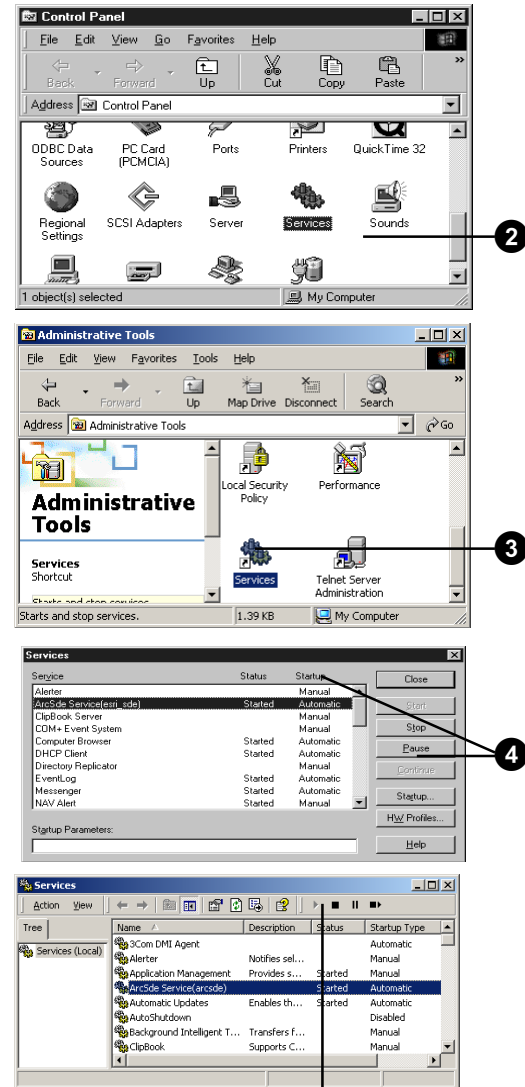 Control Panel
File Edit View Go Favorites Help
Back Forward Up Cut Copy Paste »
Address Control Panel
ODBC Data Sources PC Card (PCMCIA) Ports Printers QuickTime 32
Regional Settings SCSI Adapters Server Services Sounds
2
1 object(s) selected My Computer
Administrative Tools
File Edit View Favorites Tools Help
Back Forward Up Map Drive Disconnect Search »
Address Administrative Tools Go
Administrative Tools
Local Security Policy Performance
Services
Shortcut
Services Telnet Server Administration
3
Starts and stop services
Starts and stop services. 1.39 KB My Computer
Services
Service Status Startup Close
Alerter Manual
ArcSde Service(esri_sde) Started Automatic Start
ClipBook Server Manual
COM+ Event System Manual Stop
Computer Browser Started Automatic
DHCP Client Started Automatic Pause
4
Directory Replicator Manual
EventLog Started Automatic Continue
Messenger Started Automatic
NAV Alert Started Manual Startup...
HW Profiles...
Startup Parameters:
Help
Services
Action View
Tree Name Description Status Startup Type
Services (Local) 3Com DMI Agent Automatic
Alerter Notifies sel... Manual
Application Management Provides s... Started Manual
ArcSde Service(arcsde) Started Automatic
Automatic Updates Enables th... Started Automatic
AutoShutdown Disabled
Background Intelligent T... Transfers f... Manual
ClipBook Supports C... Manual